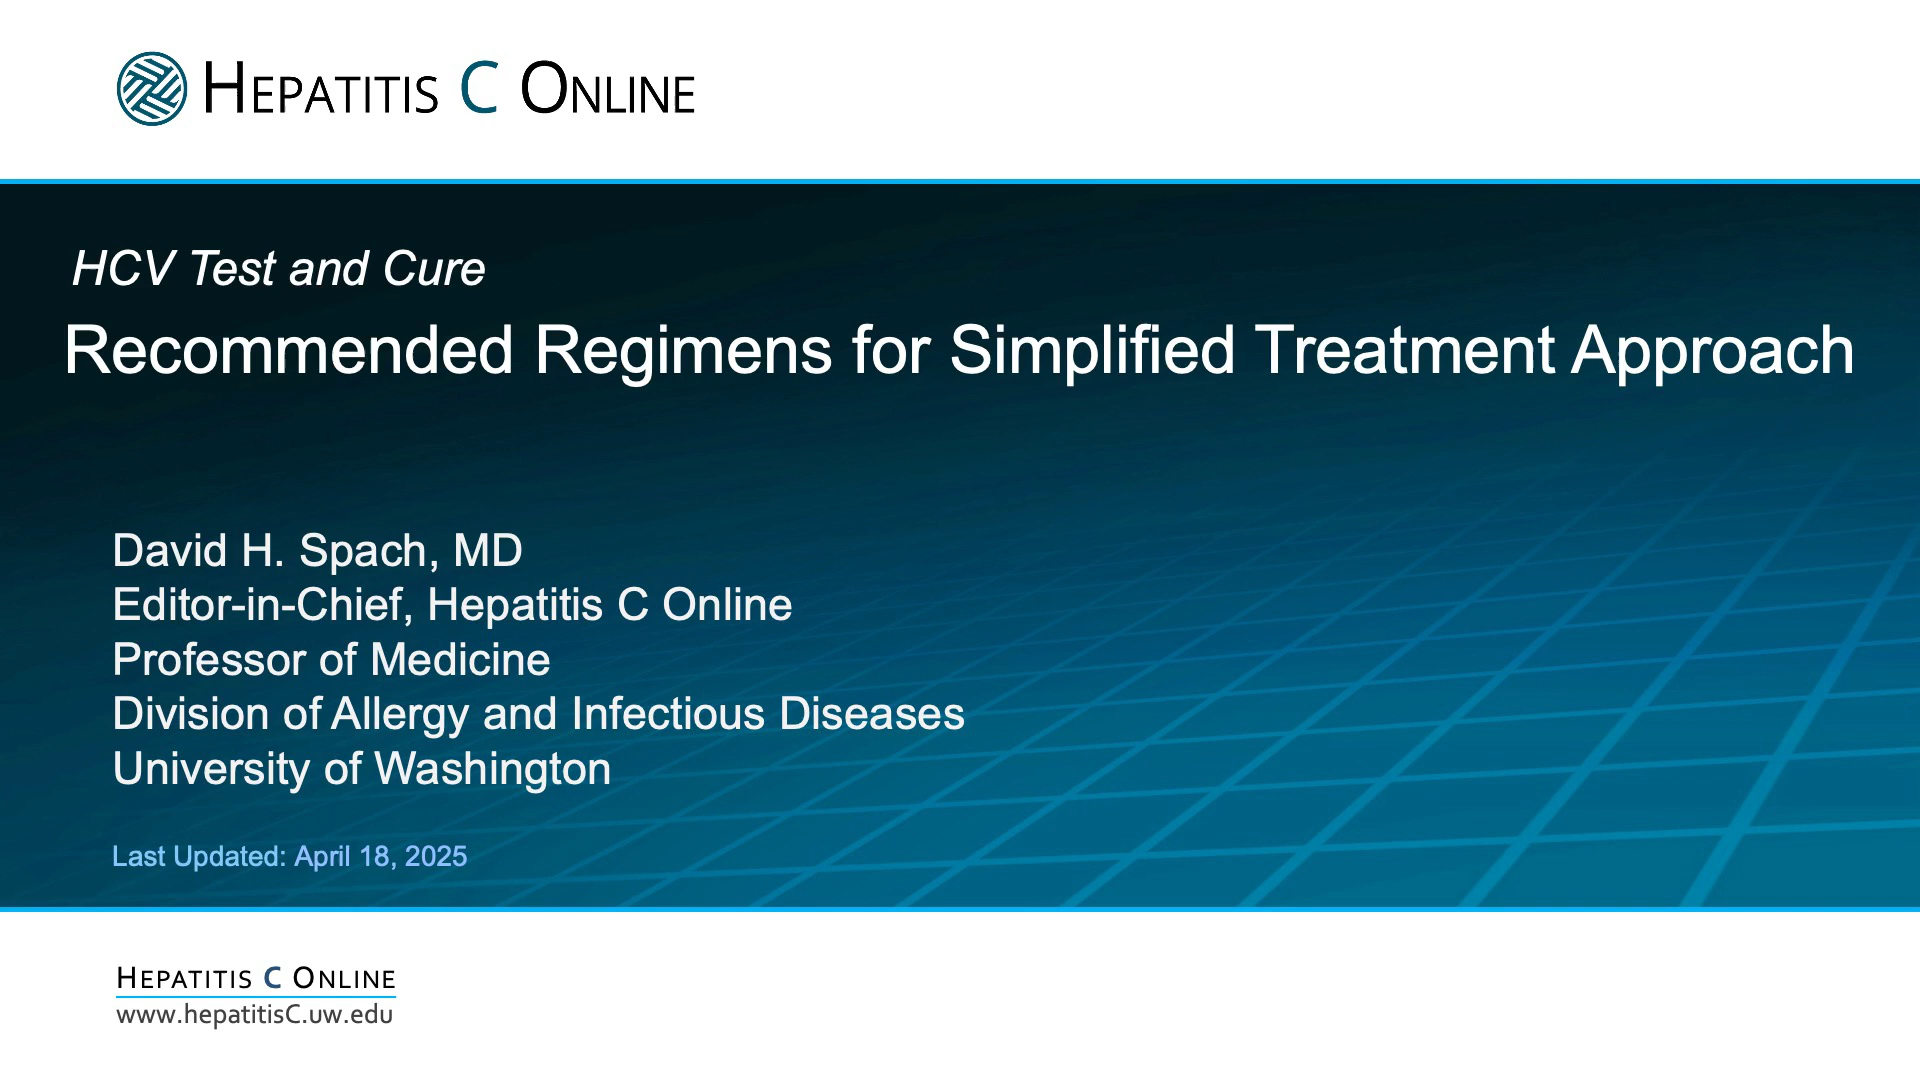 HEPATITIS C ONLINE
HCV Test and Cure
Recommended Regimens for Simplified Treatment Approach
David H. Spach, MD
Editor-in-Chief, Hepatitis C Online
Professor of Medicine
Division of Allergy and Infectious Diseases
University of Washington
Last Updated: April 18, 2025
HEPATITIS C ONLINE
www.hepatitisC.uw.edu